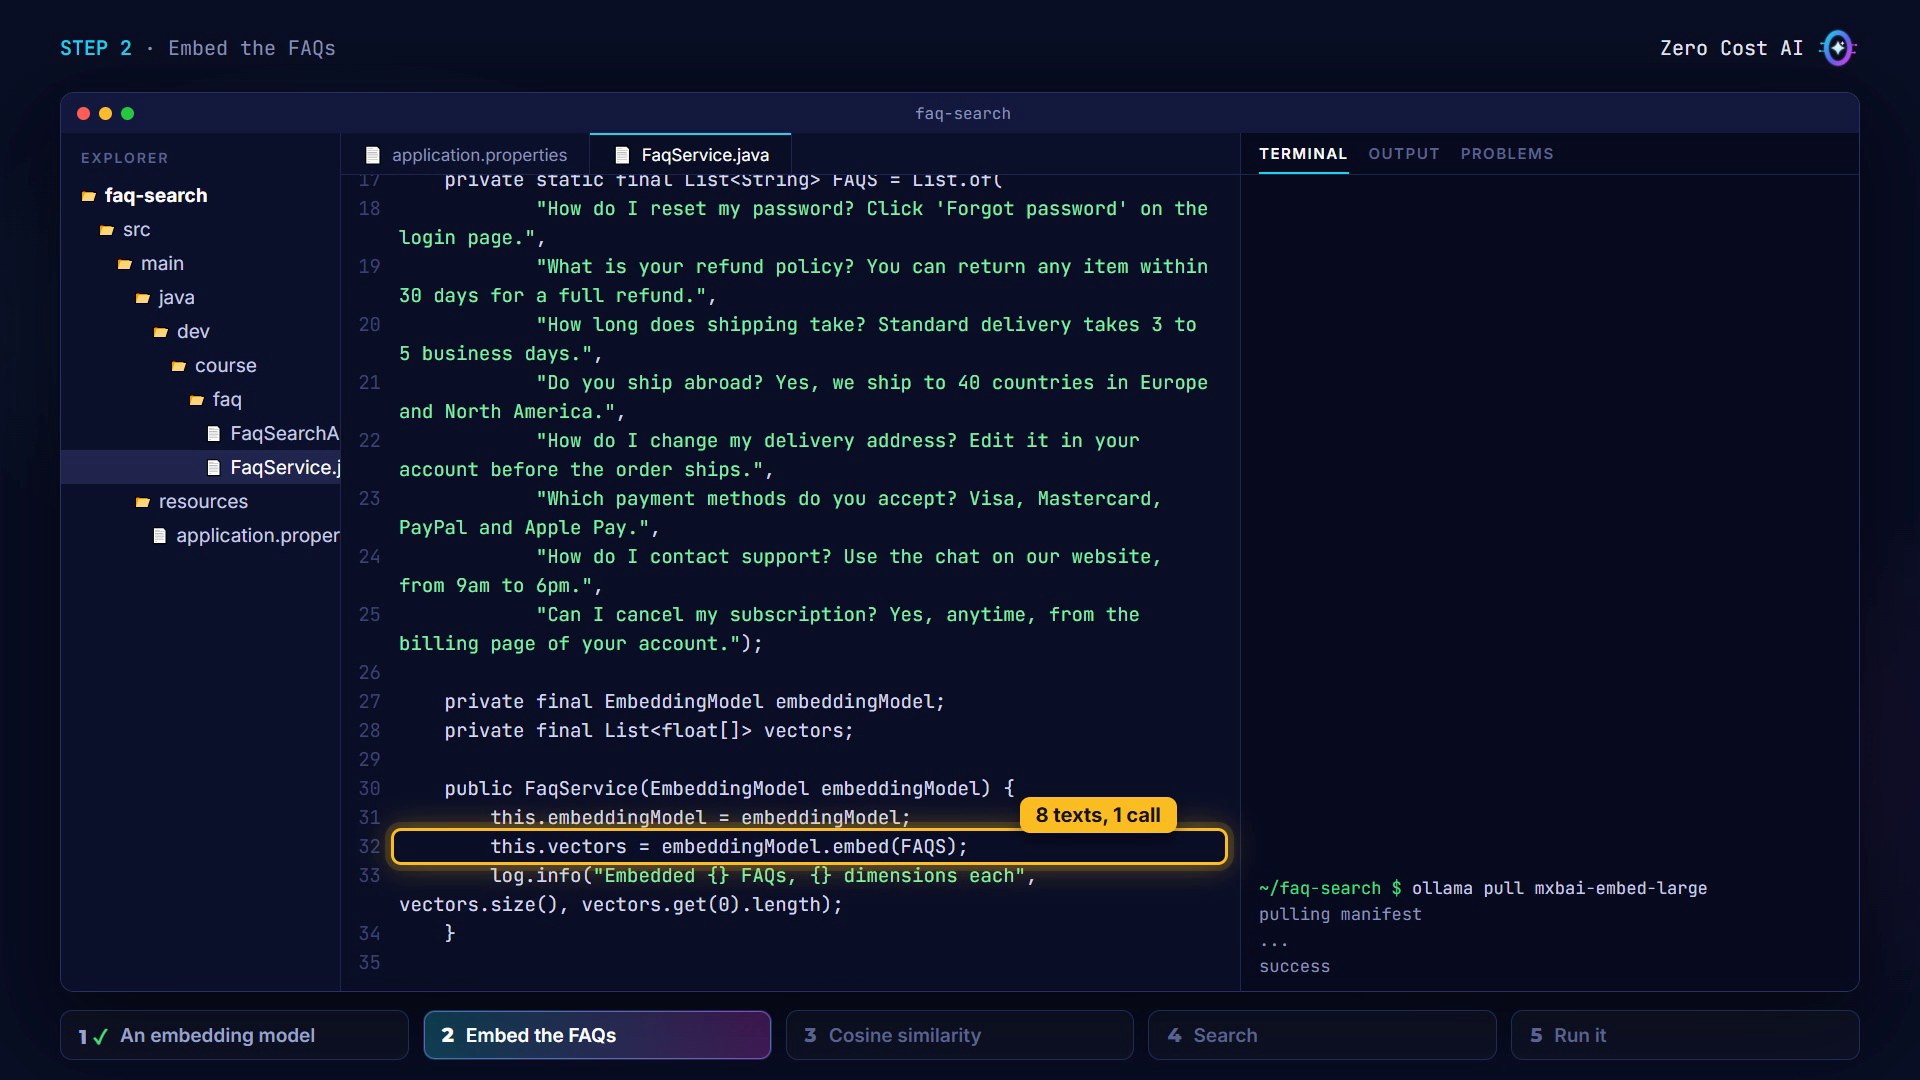 STEP 2 · Embed the FAQs
Zero Cost AI
faq-search
EXPLORER
faq-search
src
main
java
dev
course
faq
FaqSearchA
FaqService.j
resources
application.proper
application.properties
FaqService.java
17     private static final List<String> FAQS = List.of(
18             "How do I reset my password? Click 'Forgot password' on the
login page.",
19             "What is your refund policy? You can return any item within
30 days for a full refund.",
20             "How long does shipping take? Standard delivery takes 3 to
5 business days.",
21             "Do you ship abroad? Yes, we ship to 40 countries in Europe
and North America.",
22             "How do I change my delivery address? Edit it in your
account before the order ships.",
23             "Which payment methods do you accept? Visa, Mastercard,
PayPal and Apple Pay.",
24             "How do I contact support? Use the chat on our website,
from 9am to 6pm.",
25             "Can I cancel my subscription? Yes, anytime, from the
billing page of your account.");
26
27     private final EmbeddingModel embeddingModel;
28     private final List<float[]> vectors;
29
30     public FaqService(EmbeddingModel embeddingModel) {
8 texts, 1 call
31         this.embeddingModel = embeddingModel;
32         this.vectors = embeddingModel.embed(FAQS);
33         log.info("Embedded {} FAQs, {} dimensions each",
vectors.size(), vectors.get(0).length);
34     }
35
TERMINAL OUTPUT PROBLEMS
~/faq-search $ ollama pull mxbai-embed-large
pulling manifest
...
success
1 ✓ An embedding model
2 Embed the FAQs
3 Cosine similarity
4 Search
5 Run it